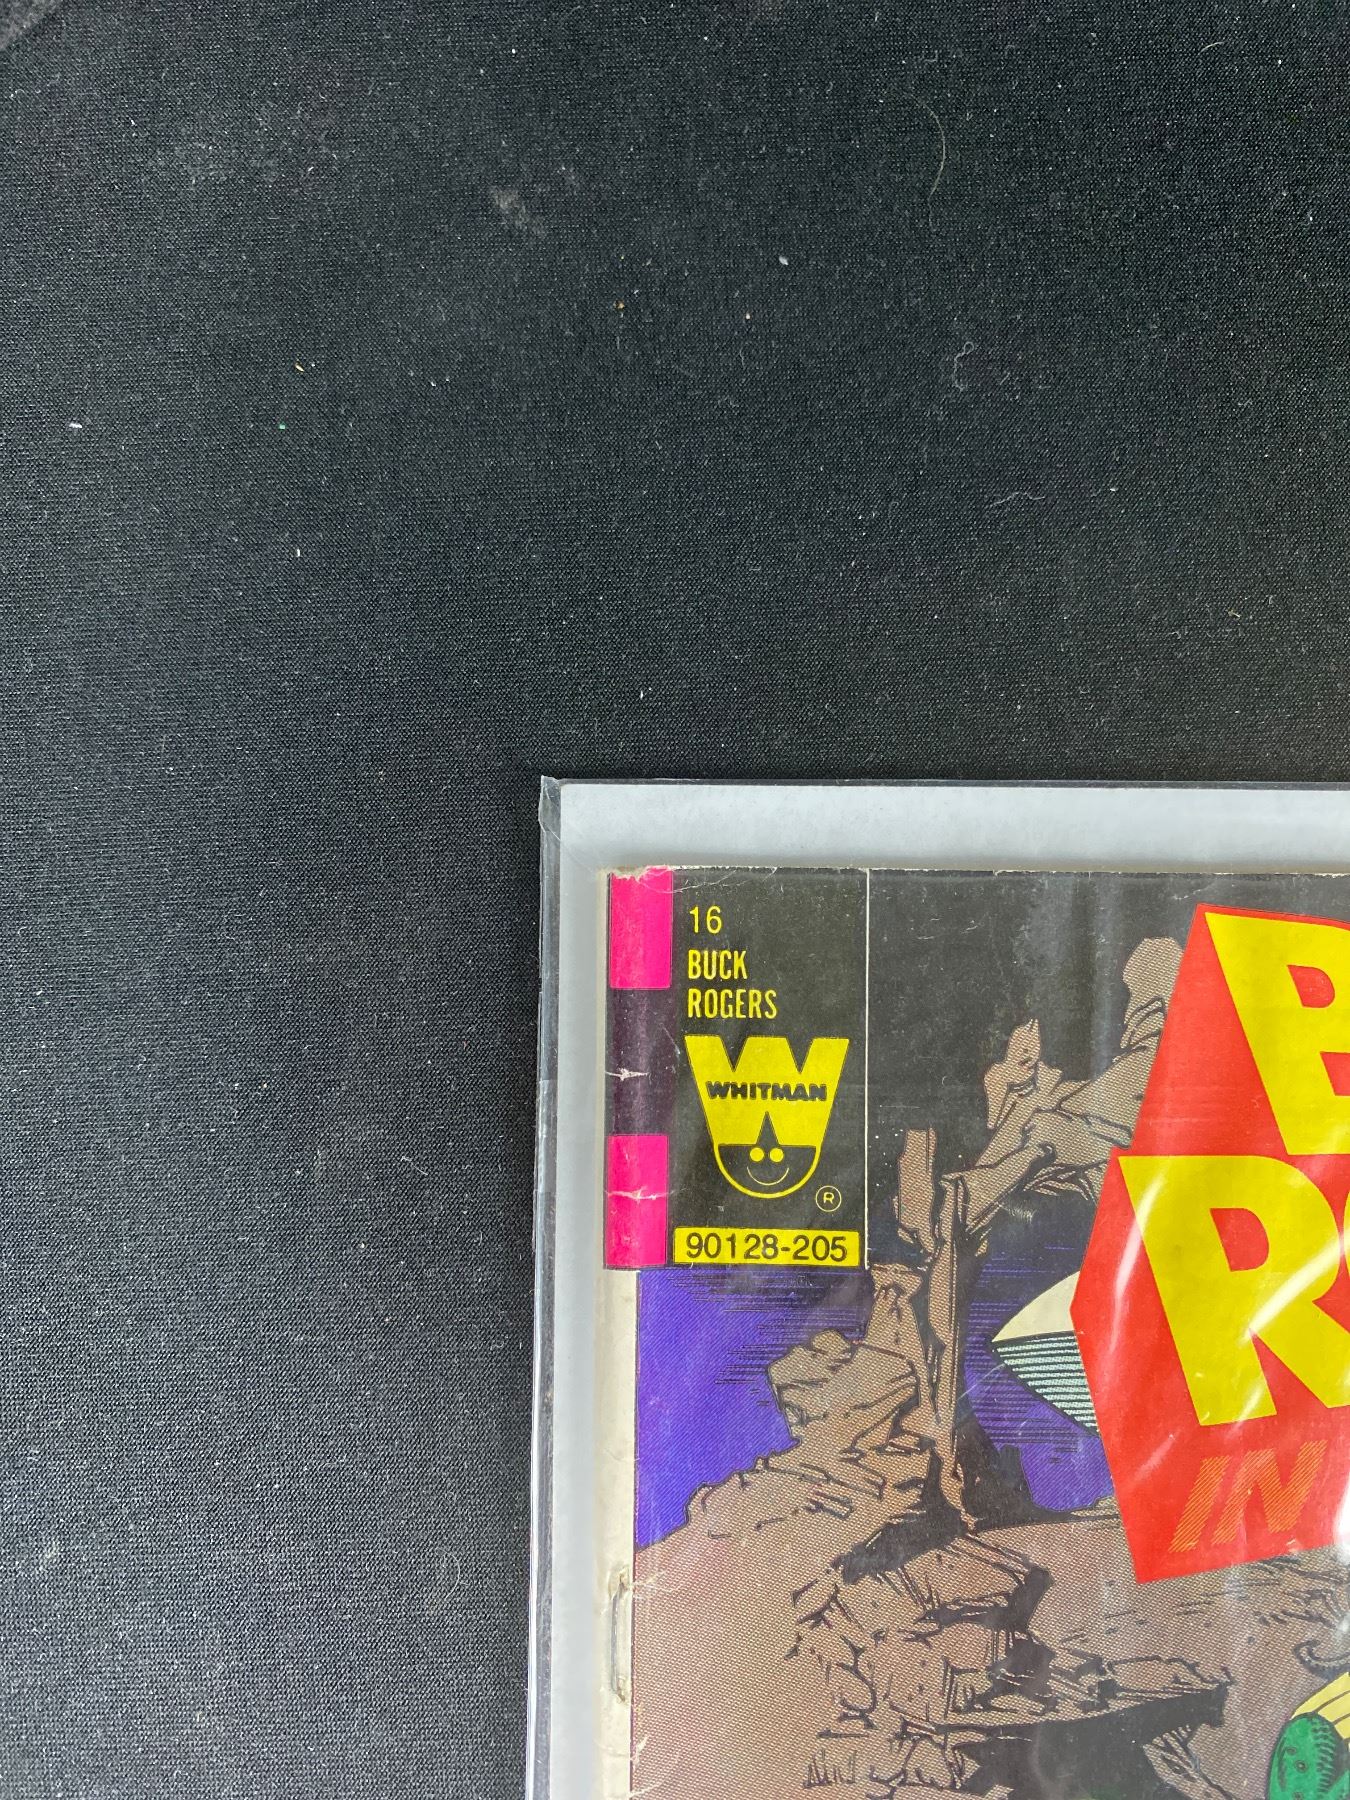 16
BUCK
ROGERS
WHITMAN
®
90128-205
B
R
IN